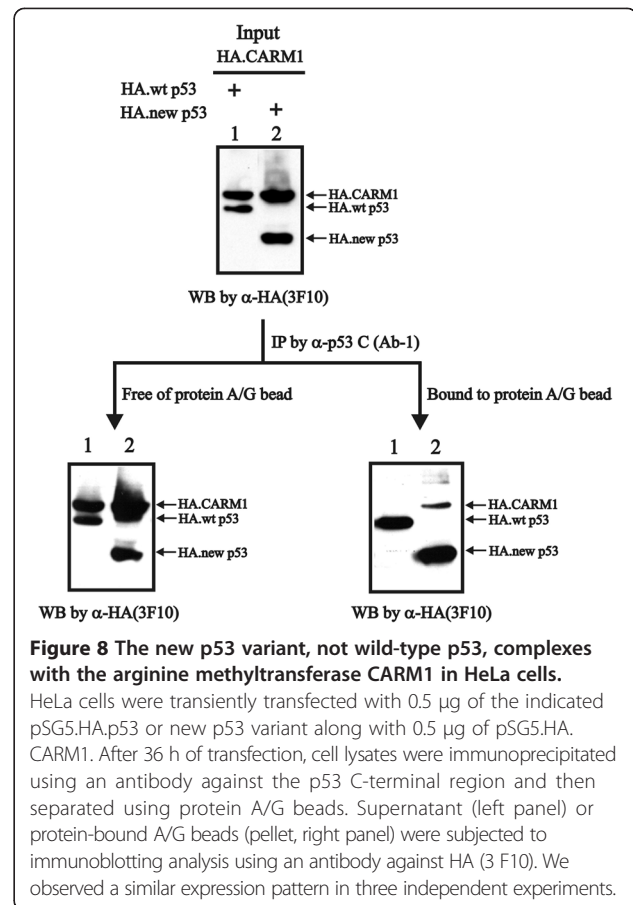 Input
HA.CARM1
HA.wt p53 +
HA.new p53 +
1 2
HA.CARM1
HA.wt p53
HA.new p53
WB by α-HA(3F10)
IP by α-p53 C (Ab-1)
Free of protein A/G bead
Bound to protein A/G bead
1 2
HA.CARM1
HA.wt p53
HA.new p53
WB by α-HA(3F10)
1 2
HA.CARM1
HA.wt p53
HA.new p53
WB by α-HA(3F10)
Figure 8 The new p53 variant, not wild-type p53, complexes
with the arginine methyltransferase CARM1 in HeLa cells.
HeLa cells were transiently transfected with 0.5 μg of the indicated
pSG5.HA.p53 or new p53 variant along with 0.5 μg of pSG5.HA.
CARM1. After 36 h of transfection, cell lysates were immunoprecipitated
using an antibody against the p53 C-terminal region and then
separated using protein A/G beads. Supernatant (left panel) or
protein-bound A/G beads (pellet, right panel) were subjected to
immunoblotting analysis using an antibody against HA (3 F10). We
observed a similar expression pattern in three independent experiments.